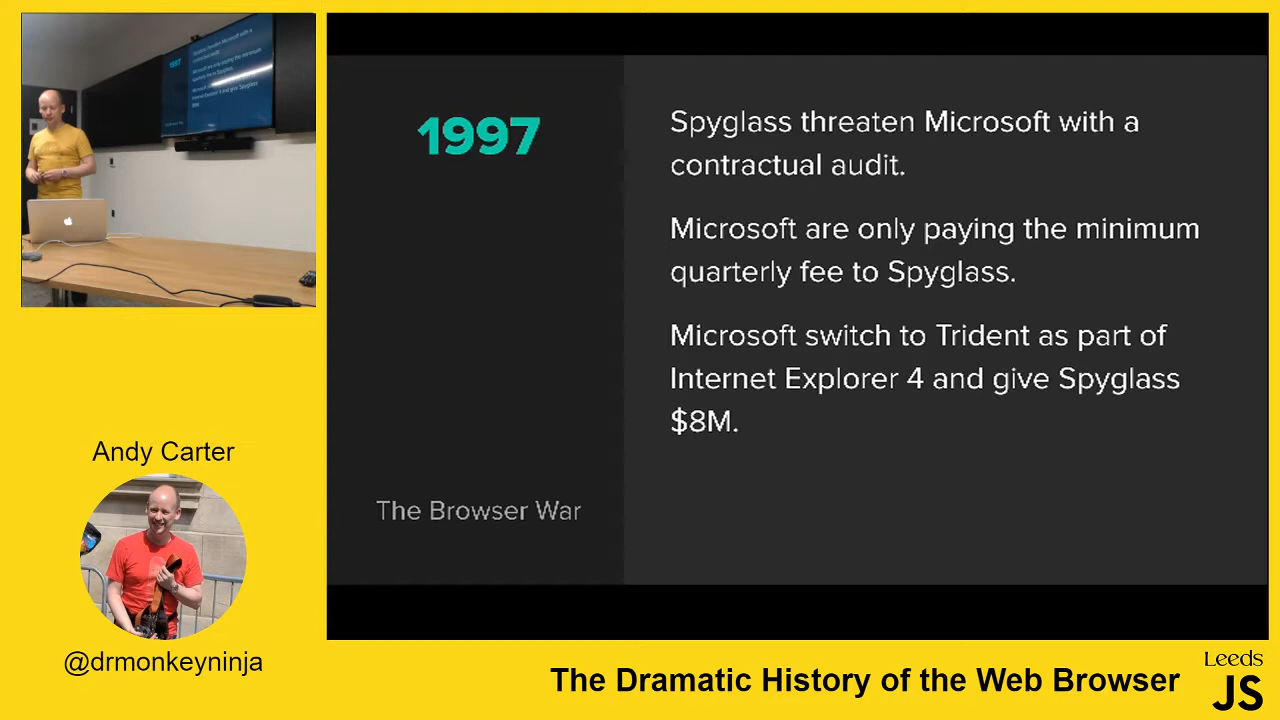 1997
Spyglass threaten Microsoft with a
contractual audit.
Microsoft are only paying the minimum
quarterly fee to Spyglass.
Microsoft switch to Trident as part of
Internet Explorer 4 and give Spyglass
$8M.
The Browser War
Andy Carter
@drmonkeyninja
The Dramatic History of the Web Browser
Leeds
JS